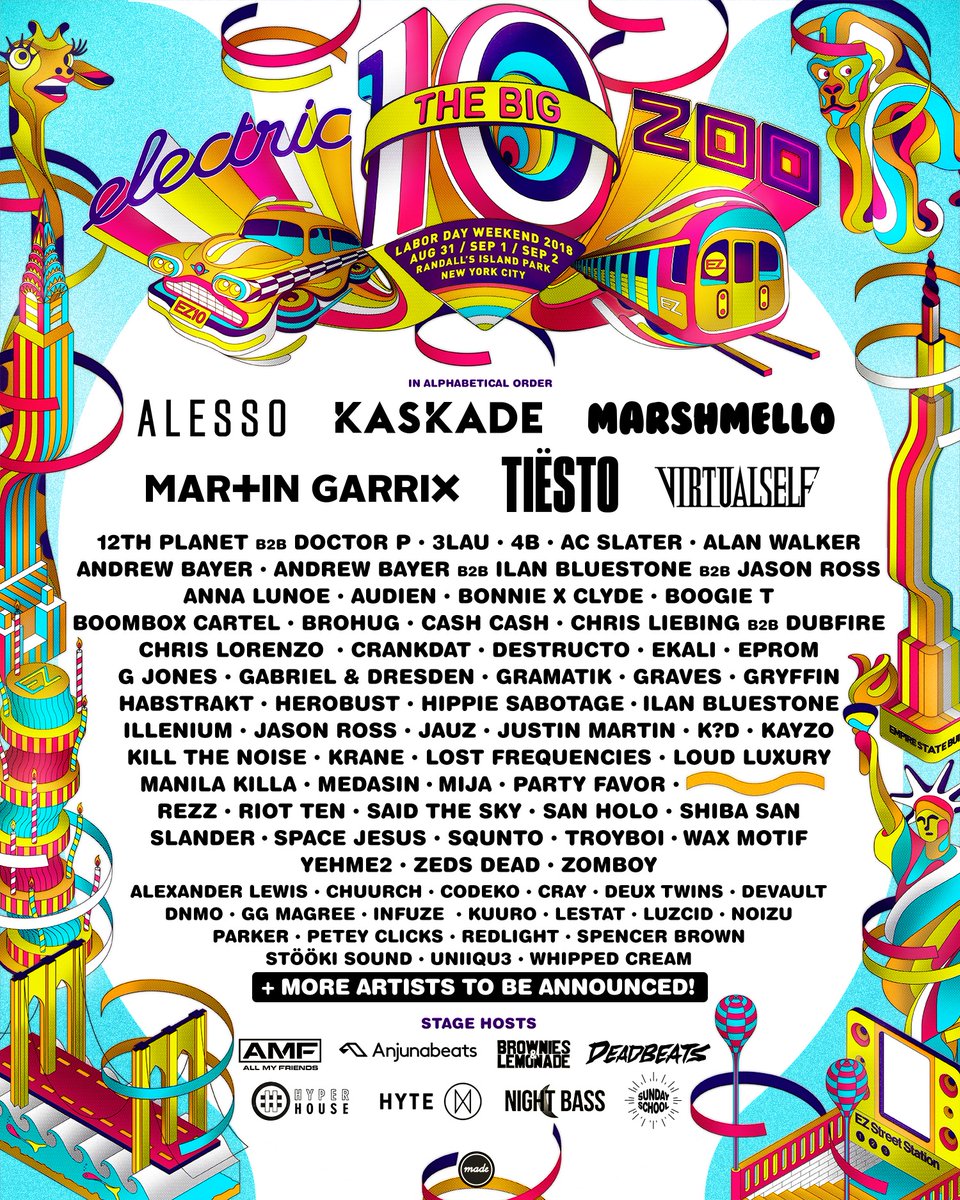 electric
10
THE BIG
ZOO
LABOR DAY WEEKEND 2018
AUG 31 / SEP 1 / SEP 2
RANDALL'S ISLAND PARK
NEW YORK CITY
EZ10
EZ
EZ
IN ALPHABETICAL ORDER
ALESSO KASKADE MARSHMELLO
MARTIN GARRIX TIËSTO VIRTUALSELF
12TH PLANET B2B DOCTOR P • 3LAU • 4B • AC SLATER • ALAN WALKER
ANDREW BAYER • ANDREW BAYER B2B ILAN BLUESTONE B2B JASON ROSS
ANNA LUNOE • AUDIEN • BONNIE X CLYDE • BOOGIE T
BOOMBOX CARTEL • BROHUG • CASH CASH • CHRIS LIEBING B2B DUBFIRE
CHRIS LORENZO • CRANKDAT • DESTRUCTO • EKALI • EPROM
G JONES • GABRIEL & DRESDEN • GRAMATIK • GRAVES • GRYFFIN
HABSTRAKT • HEROBUST • HIPPIE SABOTAGE • ILAN BLUESTONE
ILLENIUM • JASON ROSS • JAUZ • JUSTIN MARTIN • K?D • KAYZO
KILL THE NOISE • KRANE • LOST FREQUENCIES • LOUD LUXURY
MANILA KILLA • MEDASIN • MIJA • PARTY FAVOR •
REZZ • RIOT TEN • SAID THE SKY • SAN HOLO • SHIBA SAN
SLANDER • SPACE JESUS • SQUNTO • TROYBOI • WAX MOTIF
YEHME2 • ZEDS DEAD • ZOMBOY
ALEXANDER LEWIS • CHUURCH • CODEKO • CRAY • DEUX TWINS • DEVAULT
DNMO • GG MAGREE • INFUZE • KUURO • LESTAT • LUZCID • NOIZU
PARKER • PETEY CLICKS • REDLIGHT • SPENCER BROWN
STÖÖKI SOUND • UNIIQU3 • WHIPPED CREAM
+ MORE ARTISTS TO BE ANNOUNCED!
EZ
EMPIRE STATE BU
STAGE HOSTS
AMF Anjunabeats BROWNIES & LEMONADE DEADBEATS
ALL MY FRIENDS
HYPER HOUSE HYTE NIGHT BASS SUNDAY SCHOOL
EZ Street Station
1 2 3
made